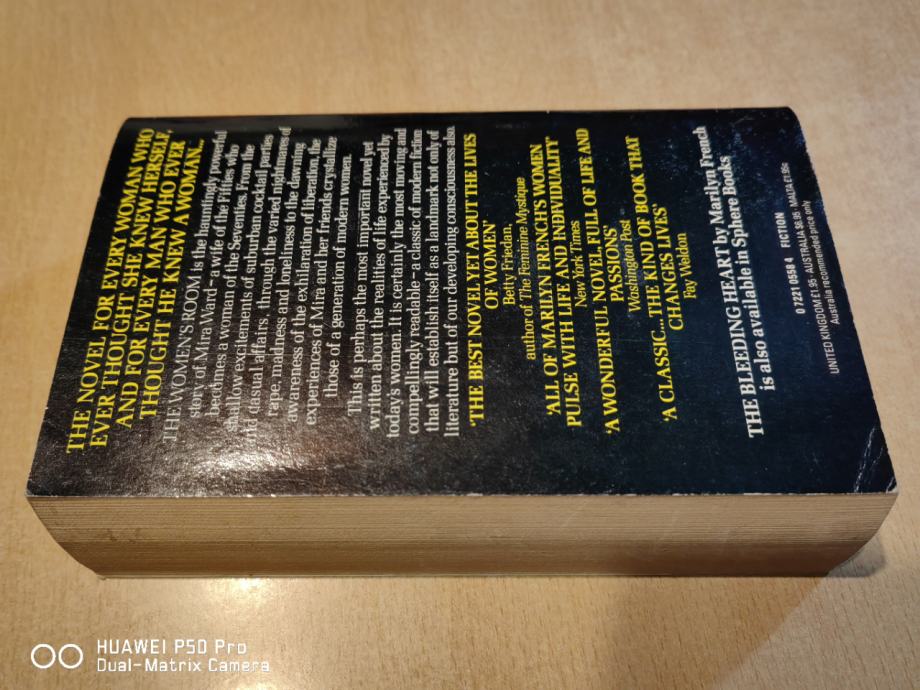 THE NOVEL FOR EVERY WOMAN WHO
EVER THOUGHT SHE KNEW HERSELF,
AND FOR EVERY MAN WHO EVER
THOUGHT HE KNEW A WOMAN...
THE WOMEN'S ROOM is the hauntingly powerful
story of Mira Ward - a wife of the Fifties who
becomes a woman of the Seventies. From the
shallow excitements of suburban cocktail parties
and casual affairs, through the varied nightmares of
rape, madness and loneliness to the dawning
awareness of the exhilaration of liberation, the
experiences of Mira and her friends crystallize
those of a generation of modern women.
This is perhaps the most important novel yet
written about the realities of life experienced by
today's women. It is certainly the most moving and
compellingly readable - a classic of modern fiction
that will establish itself as a landmark not only of
literature but of our developing consciousness also.
'THE BEST NOVEL YET ABOUT THE LIVES
OF WOMEN'
Betty Friedan,
author of The Feminine Mystique
'ALL OF MARILYN FRENCH'S WOMEN
PULSE WITH LIFE AND INDIVIDUALITY'
New York Times
'A WONDERFUL NOVEL, FULL OF LIFE AND
PASSIONS'
Washington Post
'A CLASSIC... THE KIND OF BOOK THAT
CHANGES LIVES'
Fay Weldon
THE BLEEDING HEART by Marilyn French
is also available in Sphere Books
0 7221 0558 4 FICTION
UNITED KINGDOM £1.95 - AUSTRALIA $6.95 - MALTA £1.95c
Australia recommended price only
HUAWEI P50 Pro
Dual-Matrix Camera